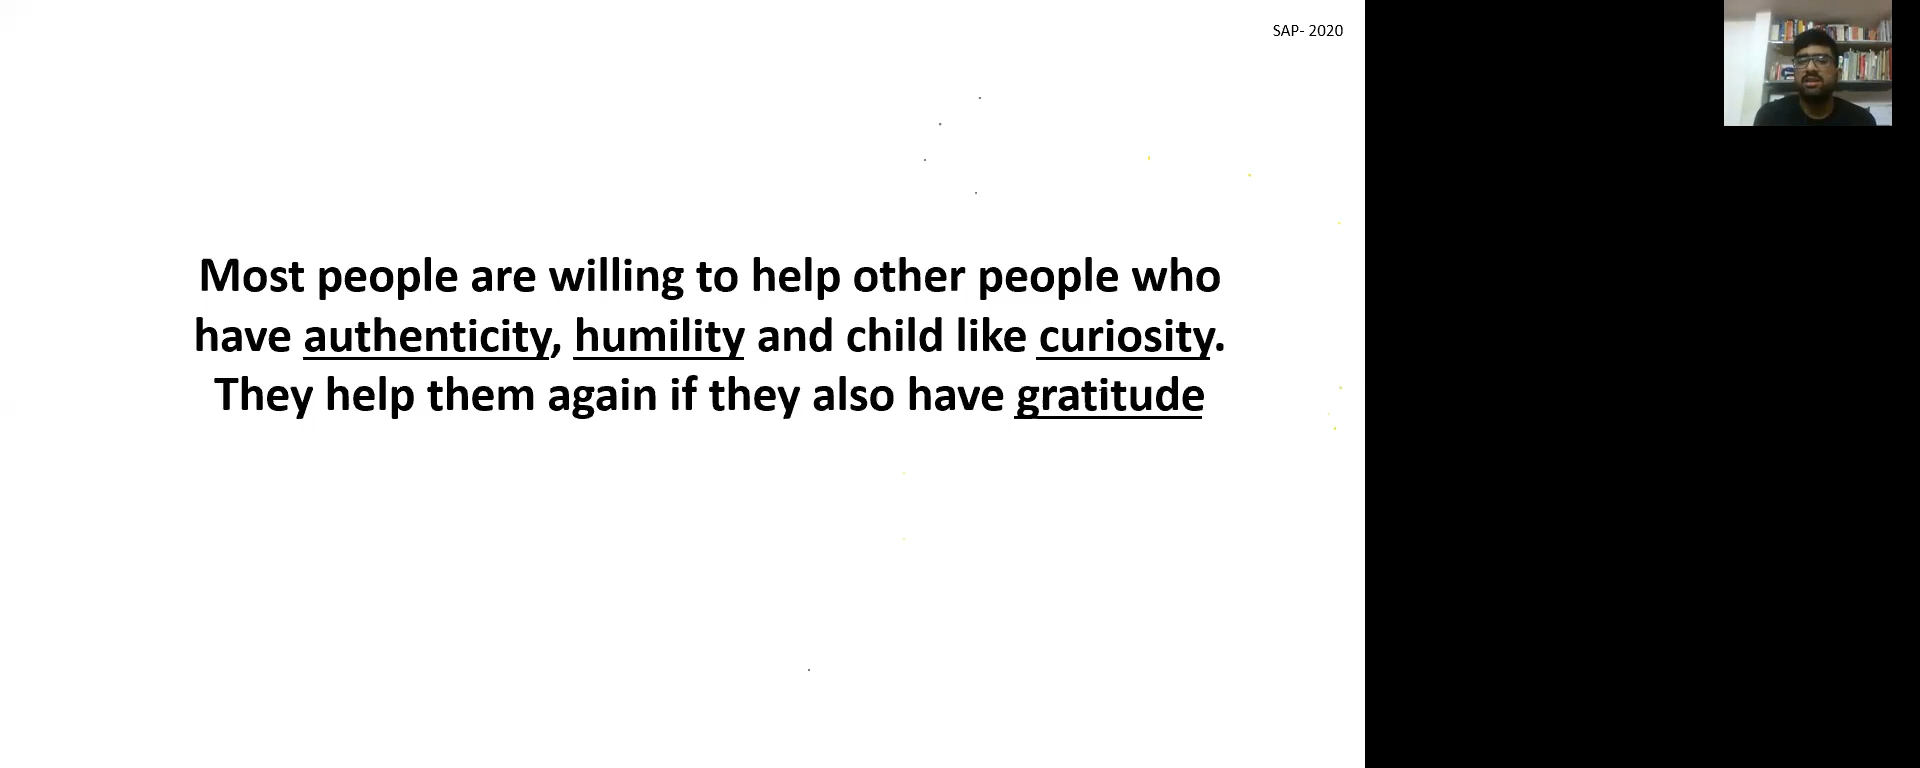 SAP- 2020
Most people are willing to help other people who
have authenticity, humility and child like curiosity.
They help them again if they also have gratitude